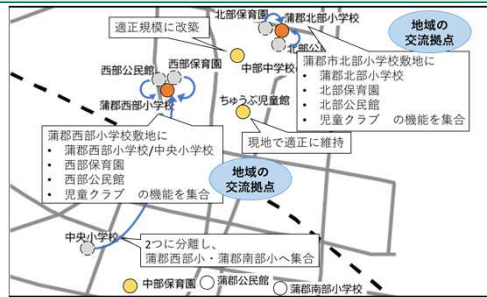 北部保育園
蒲郡北部小学校
地域の
交流拠点
適正規模に改築
西部保育園
西部公民館
北部公
中部中学校
蒲郡市北部小学校敷地に
• 蒲郡北部小学校
• 北部保育園
• 北部公民館
• 児童クラブ の機能を集合
蒲郡西部小学校
ちゅうぶ児童館
蒲郡西部小学校敷地に
• 蒲郡西部小学校/中央小学校
• 西部保育園
• 西部公民館
• 児童クラブ の機能を集合
現地で適正に維持
地域の
交流拠点
中央小学校
2つに分離し、
蒲郡西部小・蒲郡南部小へ集合
中部保育園
蒲郡公民館
蒲郡南部小学校